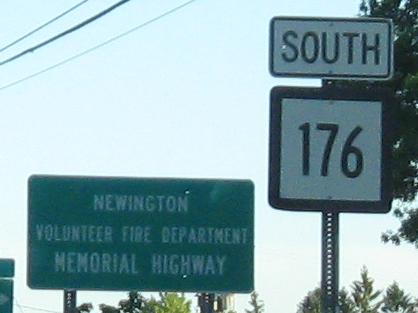 SOUTH
176
NEWINGTON
VOLUNTEER FIRE DEPARTMENT
MEMORIAL HIGHWAY